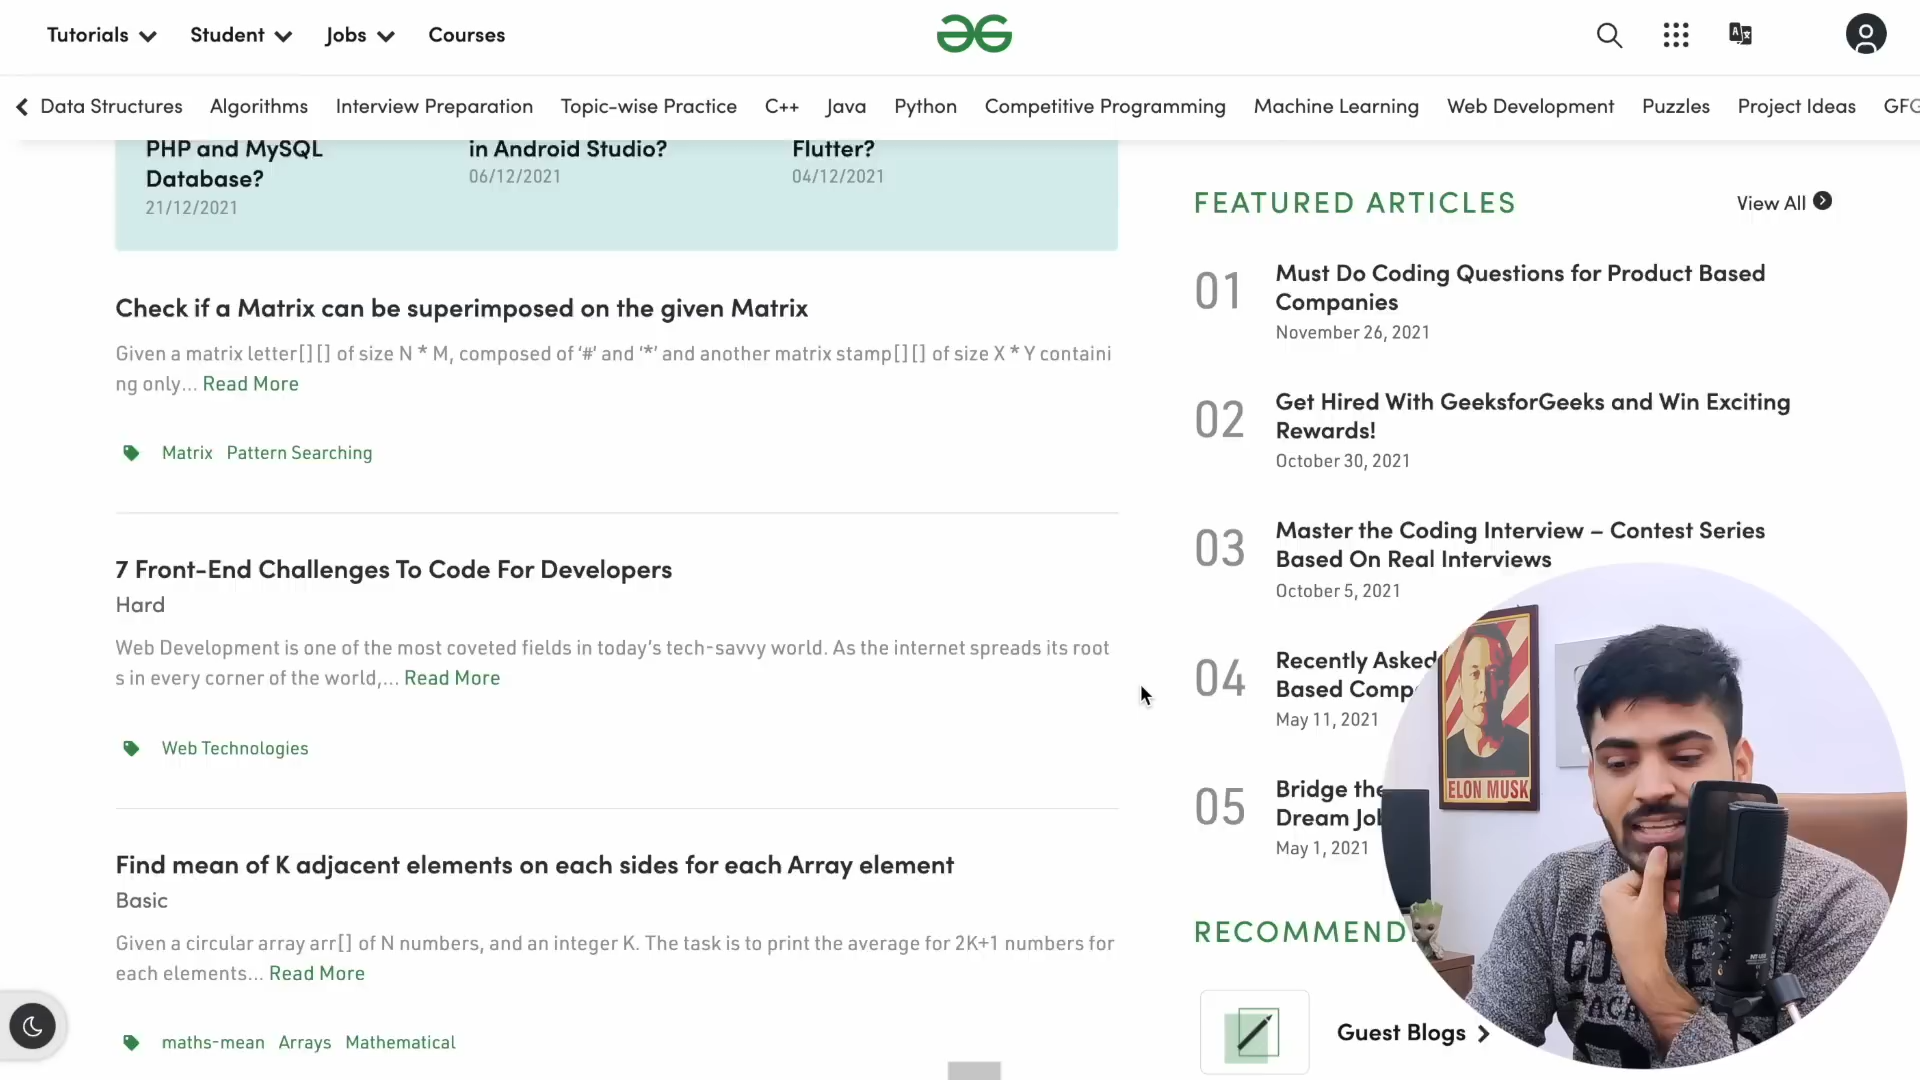 Tutorials Student Jobs Courses
Data Structures Algorithms Interview Preparation Topic-wise Practice C++ Java Python Competitive Programming Machine Learning Web Development Puzzles Project Ideas GFG
PHP and MySQL
Database?
21/12/2021
in Android Studio?
06/12/2021
Flutter?
04/12/2021
Check if a Matrix can be superimposed on the given Matrix
Given a matrix letter[][] of size N * M, composed of ‘#’ and ‘*’ and another matrix stamp[][] of size X * Y containi
ng only... Read More
Matrix Pattern Searching
7 Front-End Challenges To Code For Developers
Hard
Web Development is one of the most coveted fields in today’s tech-savvy world. As the internet spreads its root
s in every corner of the world,... Read More
Web Technologies
Find mean of K adjacent elements on each sides for each Array element
Basic
Given a circular array arr[] of N numbers, and an integer K. The task is to print the average for 2K+1 numbers for
each elements... Read More
maths-mean Arrays Mathematical
FEATURED ARTICLES
View All
01
Must Do Coding Questions for Product Based
Companies
November 26, 2021
02
Get Hired With GeeksforGeeks and Win Exciting
Rewards!
October 30, 2021
03
Master the Coding Interview – Contest Series
Based On Real Interviews
October 5, 2021
04
Recently Asked
Based Comp
May 11, 2021
05
Bridge the
Dream Jo
May 1, 2021
RECOMMEND
Guest Blogs
ELON MUSK